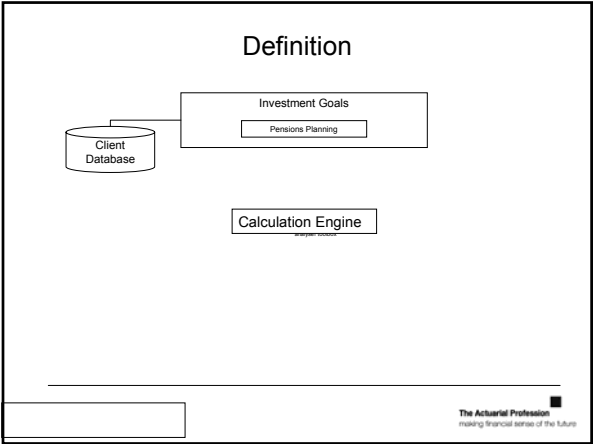 Definition
Investment Goals
Pensions Planning
Client
Database
Calculation Engine
The Actuarial Profession
making financial sense of the future